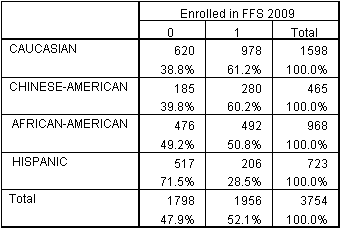 Enrolled in FFS 2009
0 1 Total
CAUCASIAN 620 978 1598
38.8% 61.2% 100.0%
CHINESE-AMERICAN 185 280 465
39.8% 60.2% 100.0%
AFRICAN-AMERICAN 476 492 968
49.2% 50.8% 100.0%
HISPANIC 517 206 723
71.5% 28.5% 100.0%
Total 1798 1956 3754
47.9% 52.1% 100.0%